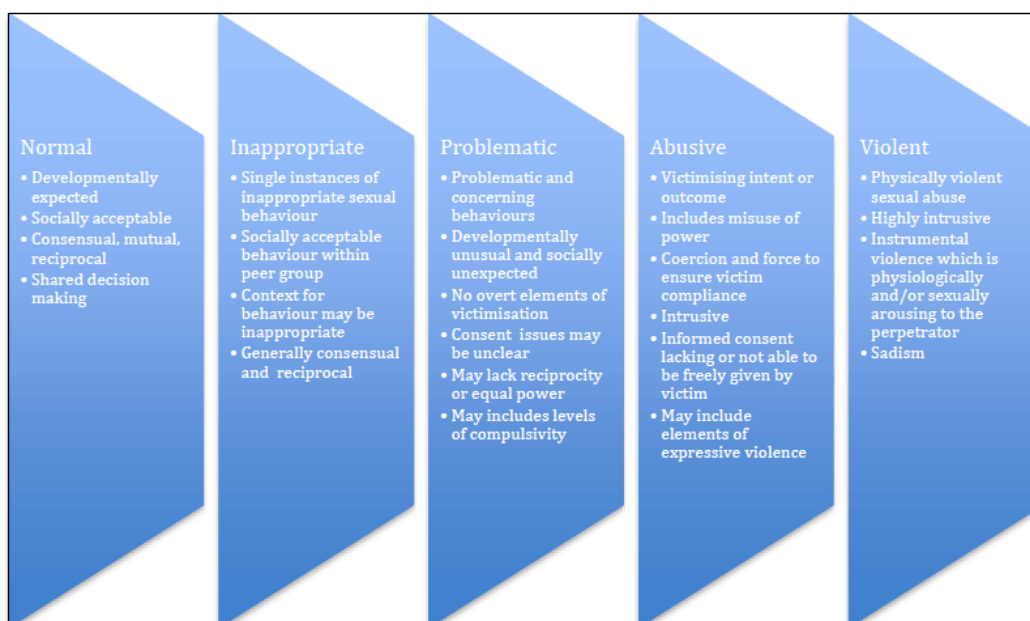 Normal
• Developmentally
expected
• Socially acceptable
• Consensual, mutual,
reciprocal
• Shared decision
making
Inappropriate
• Single instances of
inappropriate sexual
behaviour
• Socially acceptable
behaviour within
peer group
• Context for
behaviour may be
inappropriate
• Generally consensual
and reciprocal
Problematic
• Problematic and
concerning
behaviours
• Developmentally
unusual and socially
unexpected
• No overt elements of
victimisation
• Consent issues may
be unclear
• May lack reciprocity
or equal power
• May includes levels
of compulsivity
Abusive
• Victimising intent or
outcome
• Includes misuse of
power
• Coercion and force to
ensure victim
compliance
• Intrusive
• Informed consent
lacking or not able to
be freely given by
victim
• May include
elements of
expressive violence
Violent
• Physically violent
sexual abuse
• Highly intrusive
• Instrumental
violence which is
physiologically
and/or sexually
arousing to the
perpetrator
• Sadism